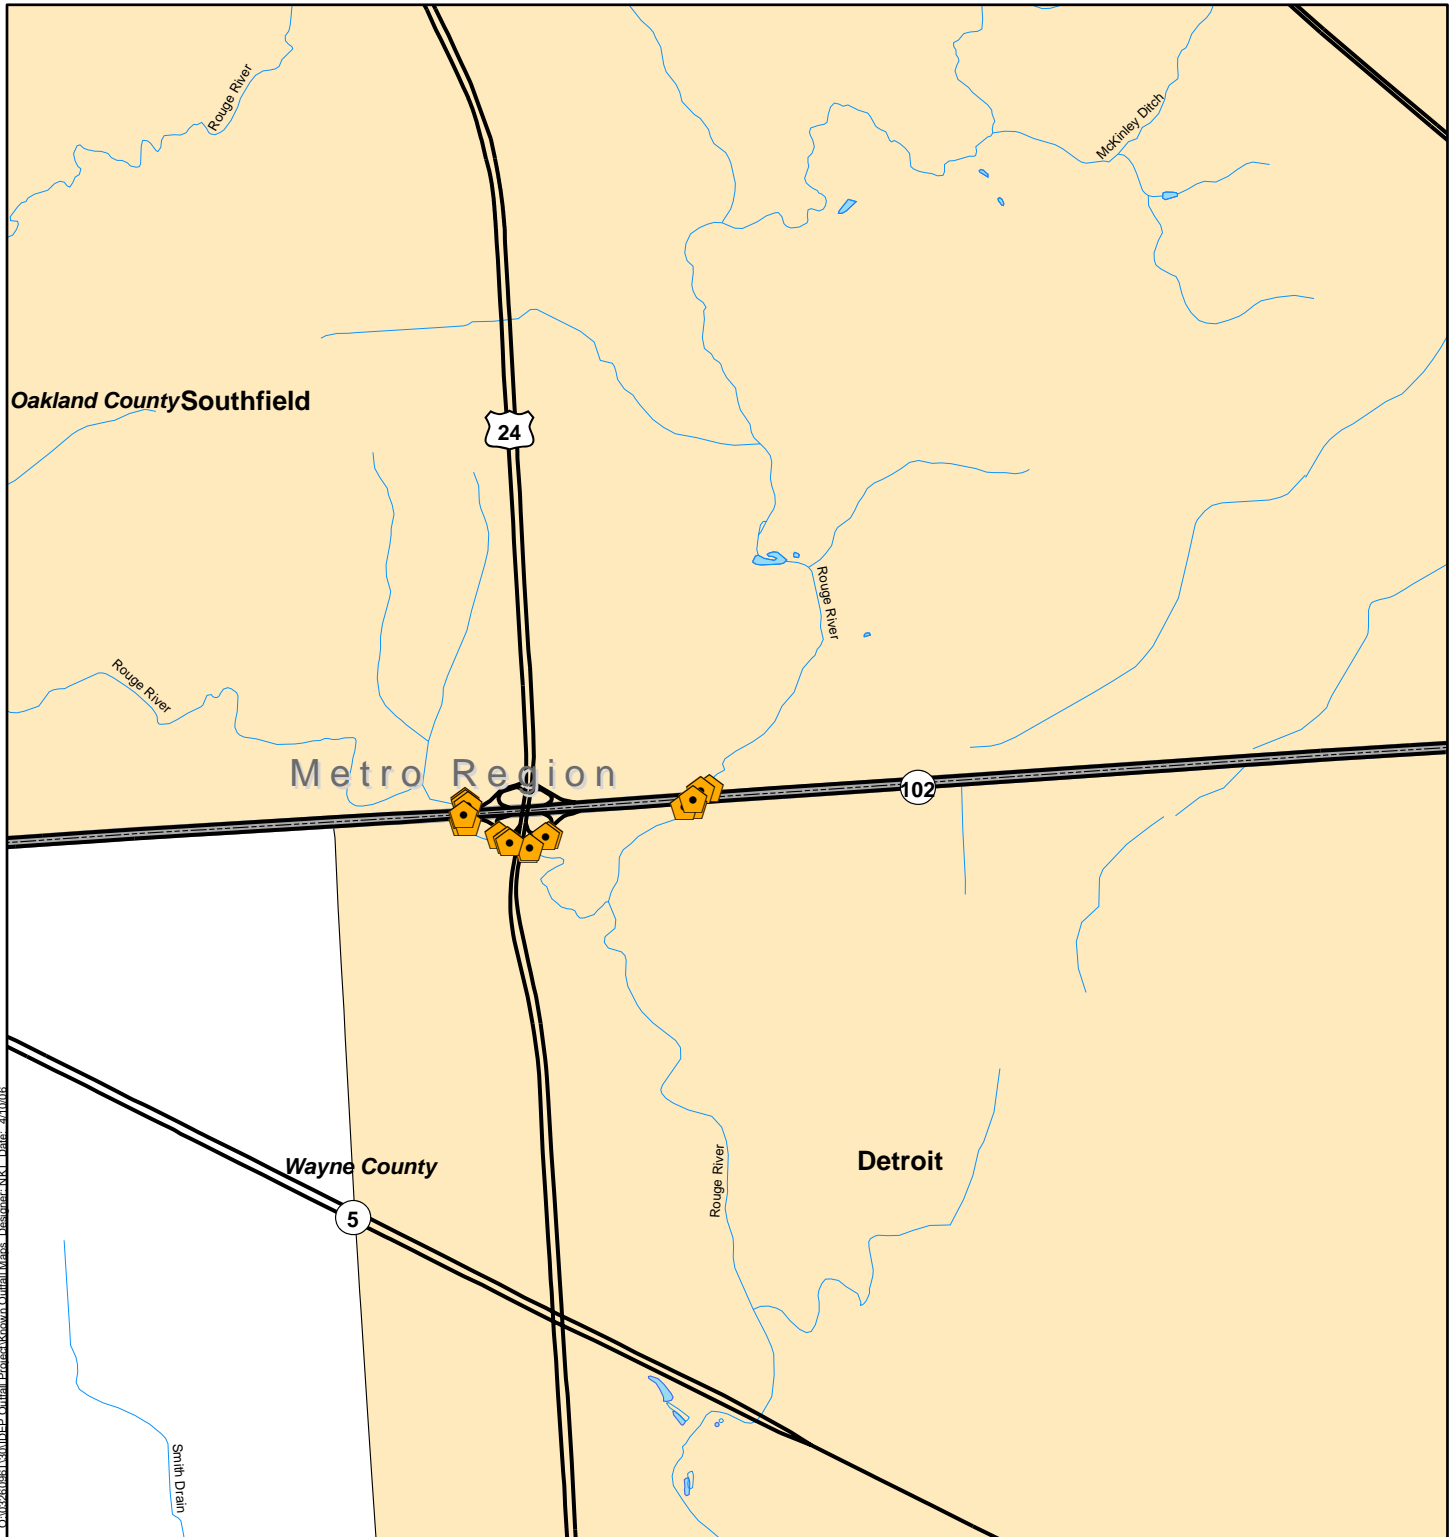 Rouge River
McKinley Ditch
Oakland County
Southfield
24
Rouge River
Rouge River
Metro Region
102
Wayne County
Detroit
Rouge River
5
Smith Drain